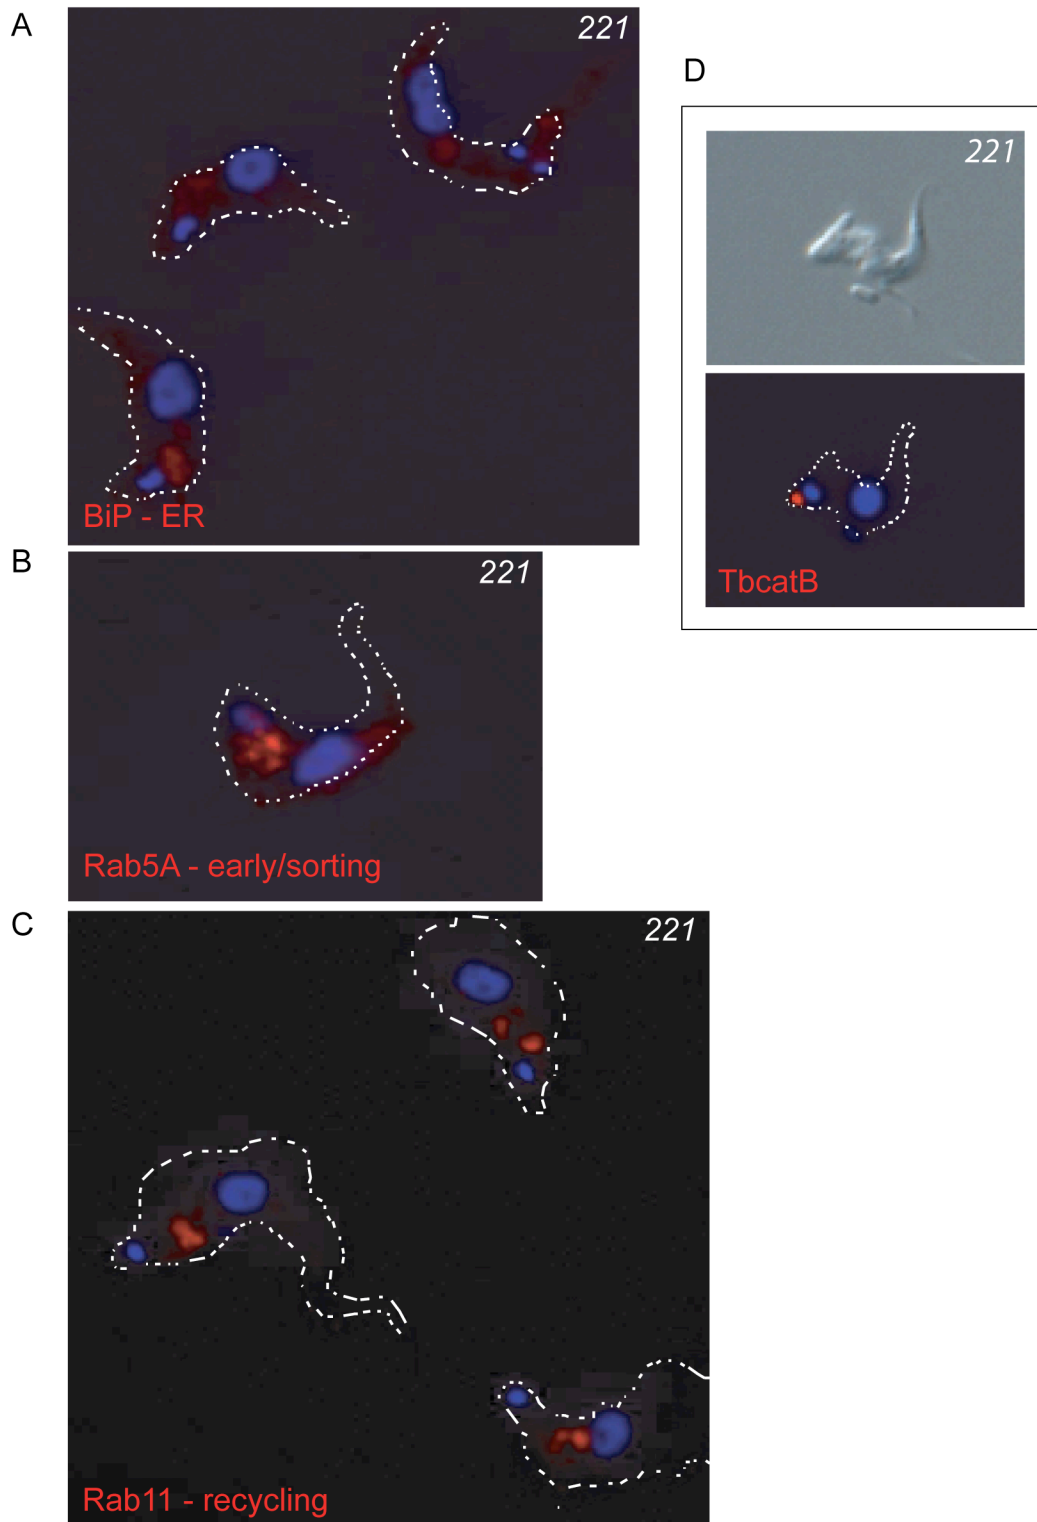 A
221
BiP - ER
B
221
Rab5A - early/sorting
C
221
Rab11 - recycling
D
221
TbcatB